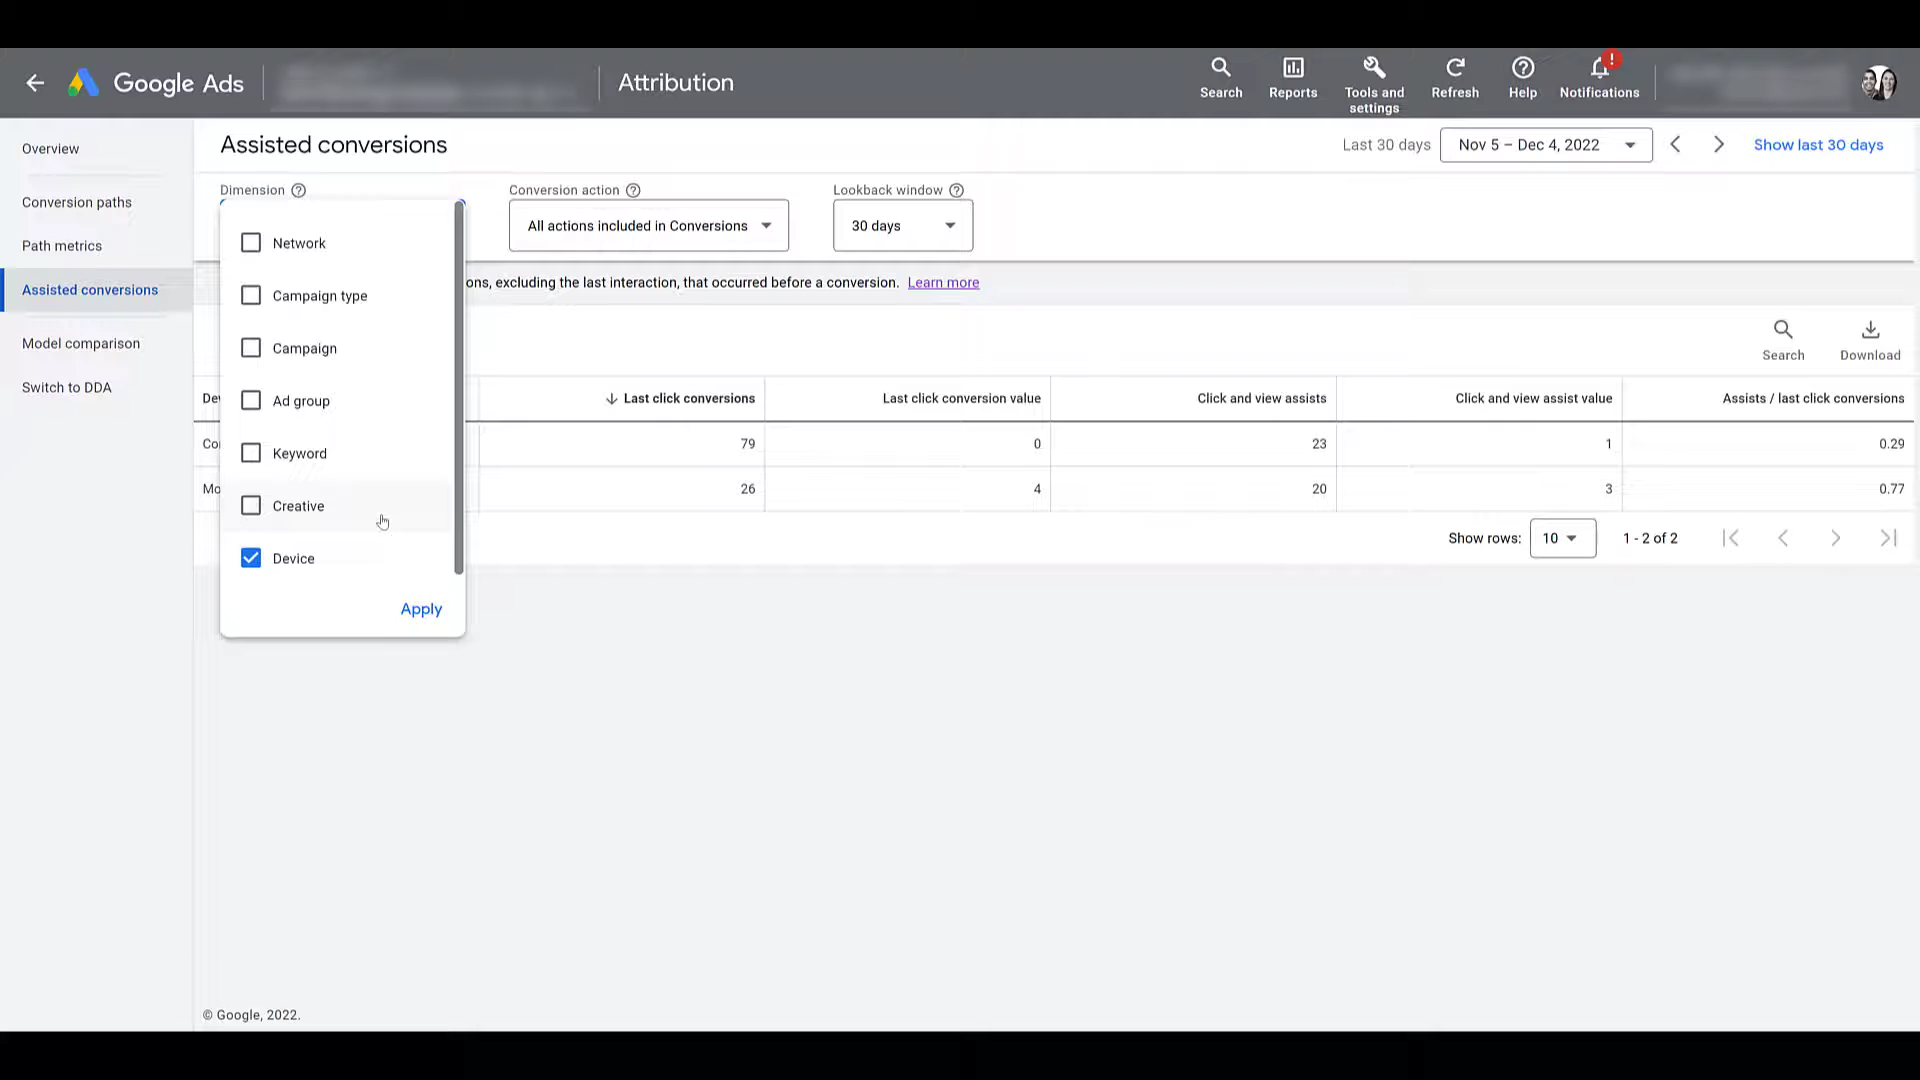 Google Ads
Attribution
Search
Reports
Tools and
settings
Refresh
Help
!
Notifications
Overview
Conversion paths
Path metrics
Assisted conversions
Model comparison
Switch to DDA
Assisted conversions
Last 30 days
Nov 5 – Dec 4, 2022
Show last 30 days
Dimension ?
Conversion action ?
Lookback window ?
All actions included in Conversions
30 days
Network
Campaign type
Campaign
Ad group
Keyword
Creative
Device
Apply
ons, excluding the last interaction, that occurred before a conversion. Learn more
Search
Download
De Last click conversions Last click conversion value Click and view assists Click and view assist value Assists / last click conversions
Co 79 0 23 1 0.29
Mo 26 4 20 3 0.77
Show rows: 10 1 - 2 of 2
© Google, 2022.